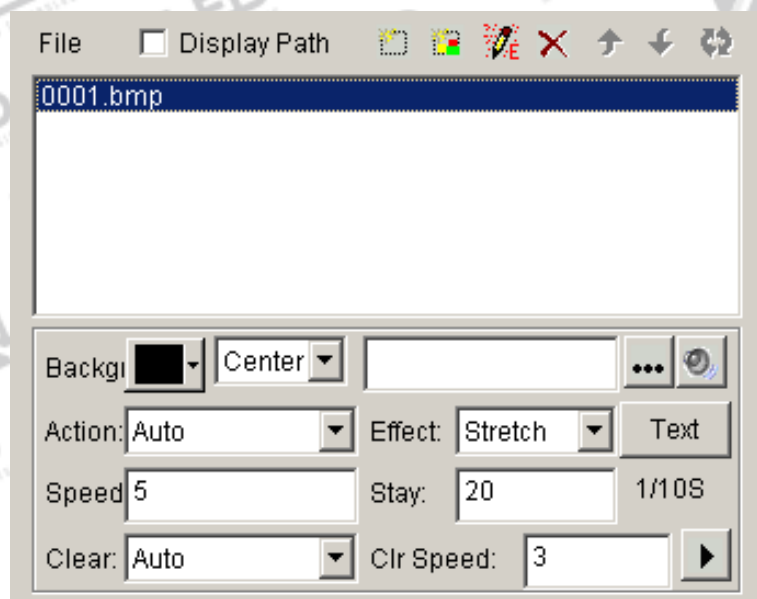 File Display Path E
0001.bmp
Backgr Center ...
Action: Auto Effect: Stretch Text
Speed 5 Stay: 20 1/10S
Clear: Auto Clr Speed: 3